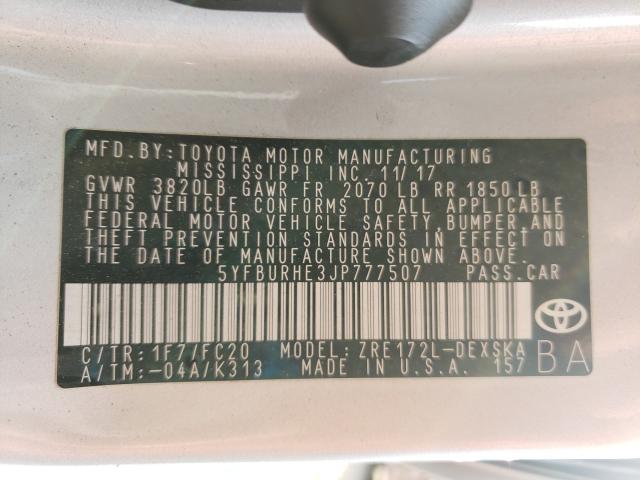 MFD.BY:TOYOTA MOTOR MANUFACTURING
MISSISSIPPI INC. 11/17
GVWR 3820LB GAWR FR 2070 LB RR 1850 LB
THIS VEHICLE CONFORMS TO ALL APPLICABLE
FEDERAL MOTOR VEHICLE SAFETY,BUMPER,AND
THEFT PREVENTION STANDARDS IN EFFECT ON
THE DATE OF MANUFACTURE SHOWN ABOVE.
5YFBURHE3JP777507 PASS.CAR
C/TR:1F7/FC20 MODEL:ZRE172L-DEXSKA BA
A/TM:-04A/K313 MADE IN U.S.A. 157